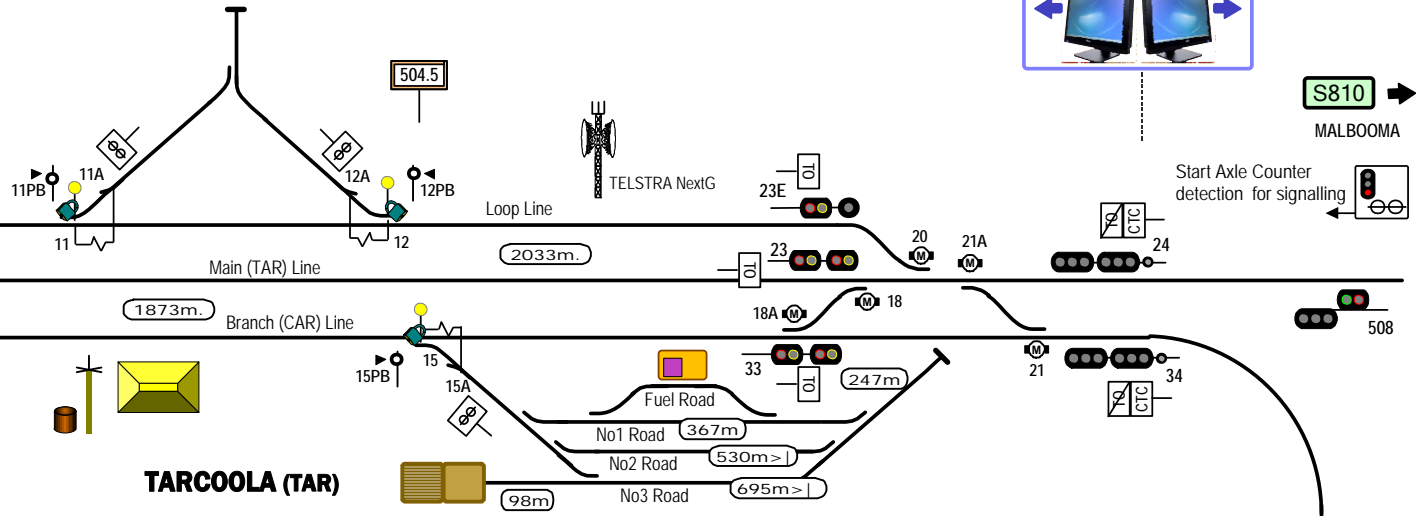 504.5
S810
MALBOOMA
11PB
11A
12A
12PB
TELSTRA NextG
23E
TO
Start Axle Counter
detection for signalling
Loop Line
11
12
2033m.
20
21A
TO
CTC
24
Main (TAR) Line
23
TO
1873m.
Branch (CAR) Line
18A
M
M
18
M
M
508
15PB
15
15A
33
TO
247m
M
21
34
TO
CTC
Fuel Road
No1 Road
367m
No2 Road
530m>|
TARCOOLA (TAR)
98m
No3 Road
695m>|